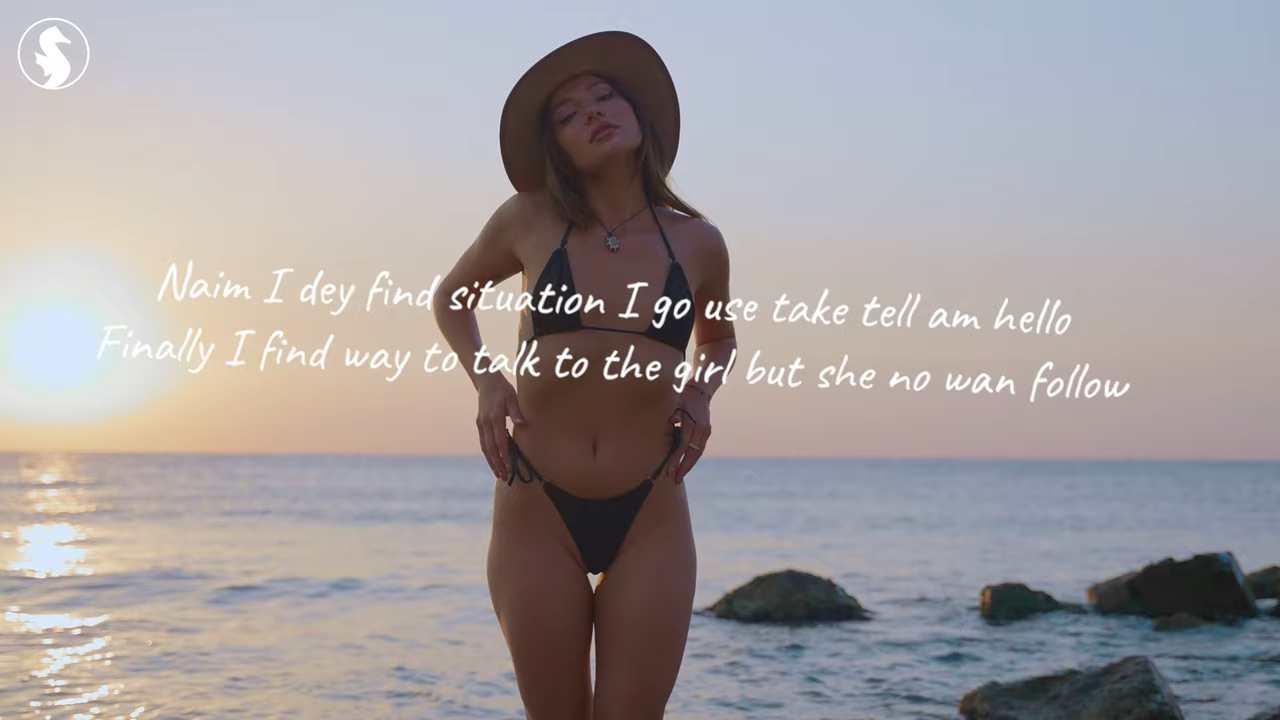 Naim I dey find situation I go use take tell am hello
Finally I find way to talk to the girl but she no wan follow